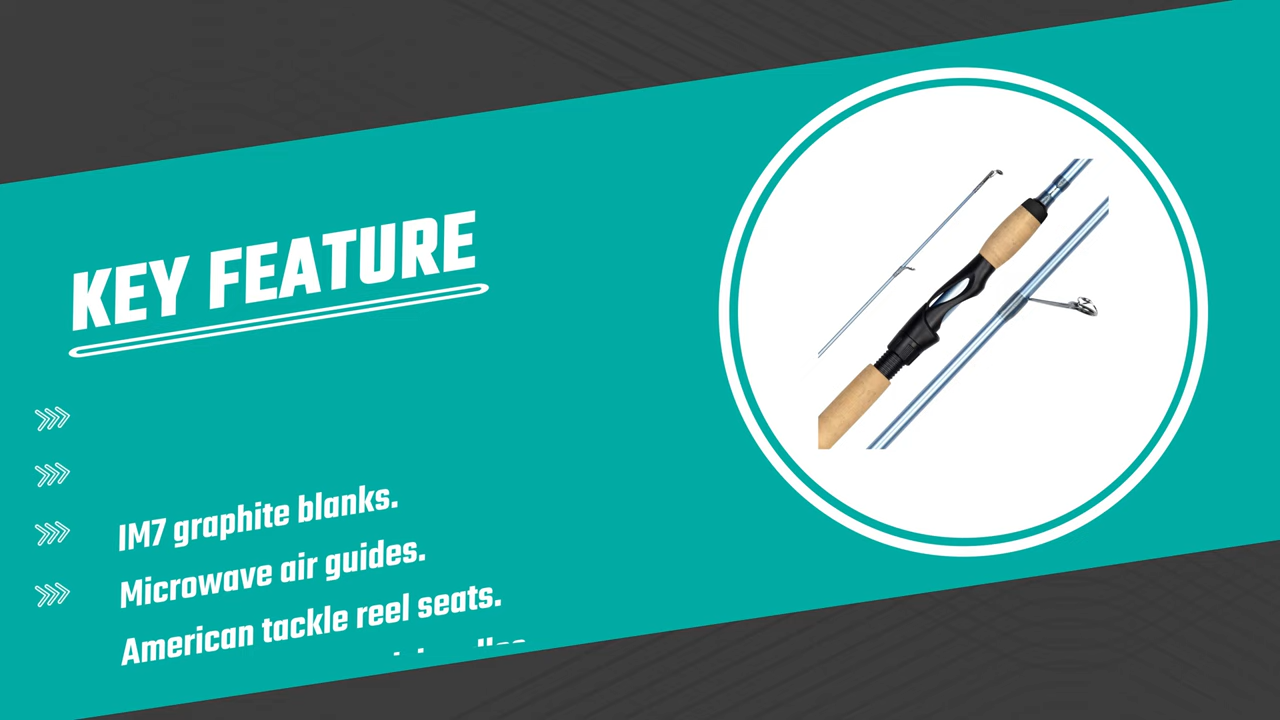 KEY FEATURE
IM7 graphite blanks.
Microwave air guides.
American tackle reel seats.